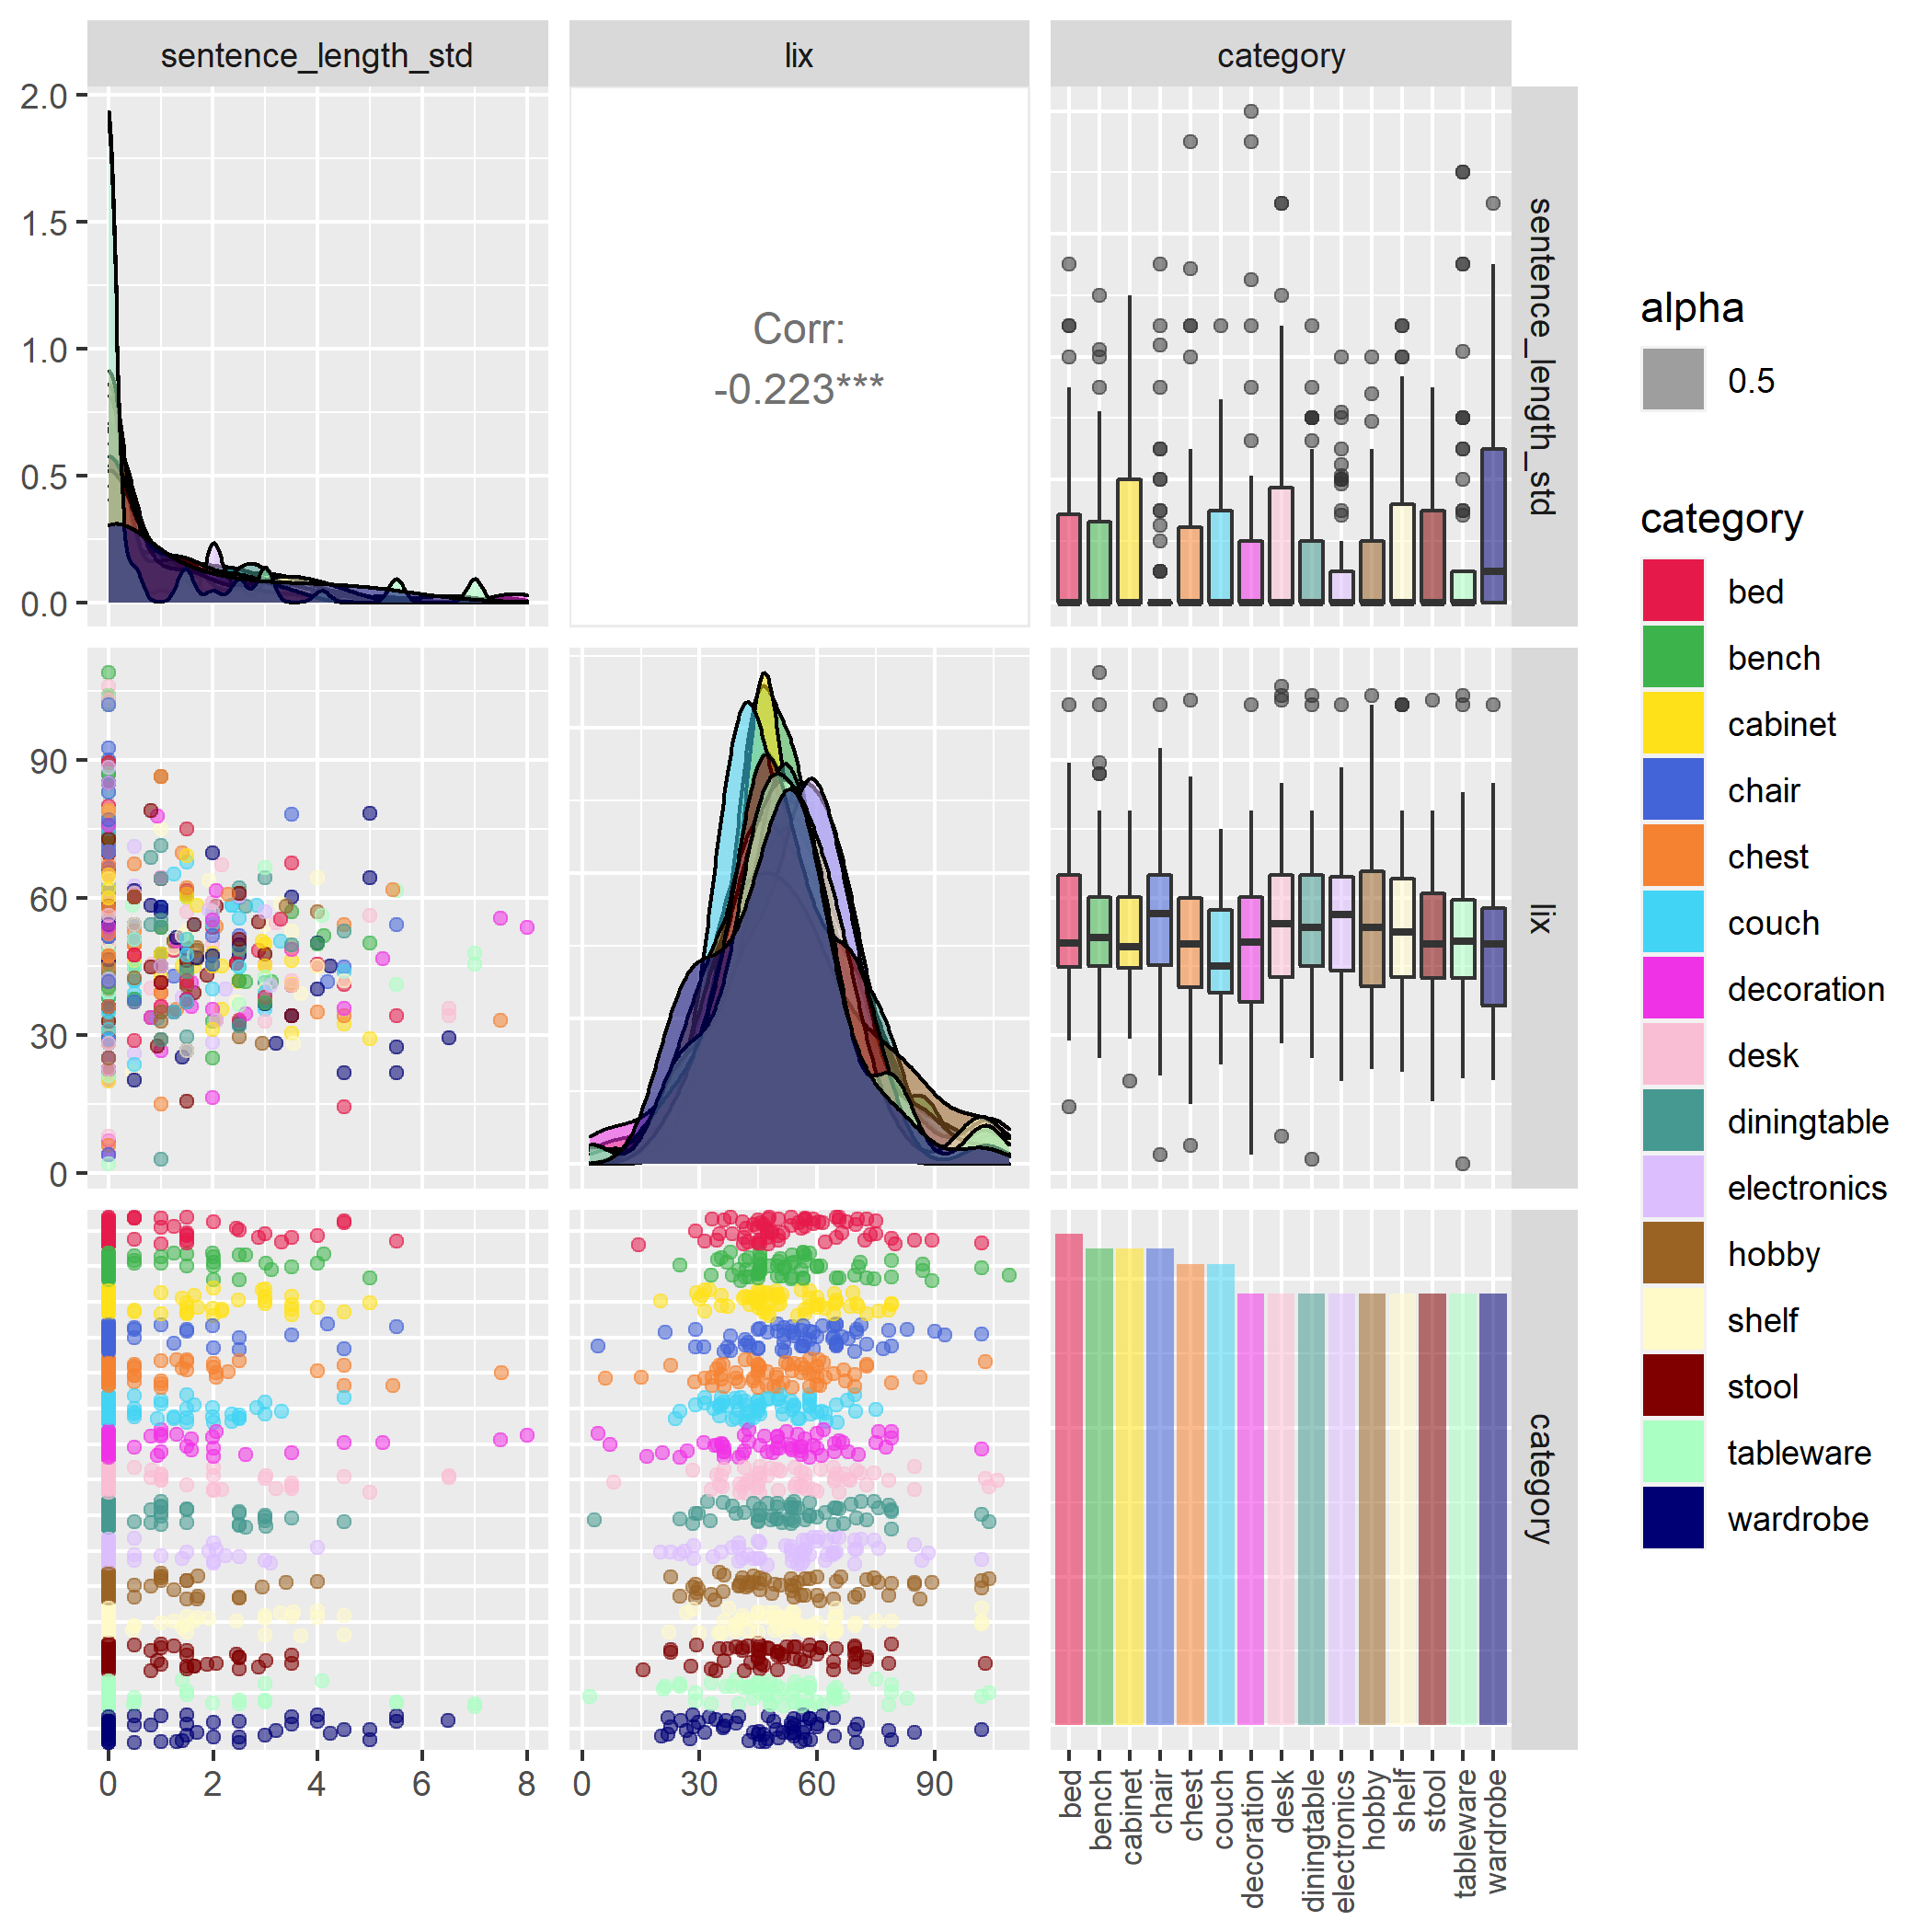 sentence_length_std
lix
category
2.0
1.5
1.0
0.5
0.0
Corr:
-0.223***
sentence_length_std
90
60
30
0
lix
category
0
2
4
6
8
0
30
60
90
bed
bench
cabinet
chair
chest
couch
decoration
desk
diningtable
electronics
hobby
shelf
stool
tableware
wardrobe
alpha
0.5
category
bed
bench
cabinet
chair
chest
couch
decoration
desk
diningtable
electronics
hobby
shelf
stool
tableware
wardrobe